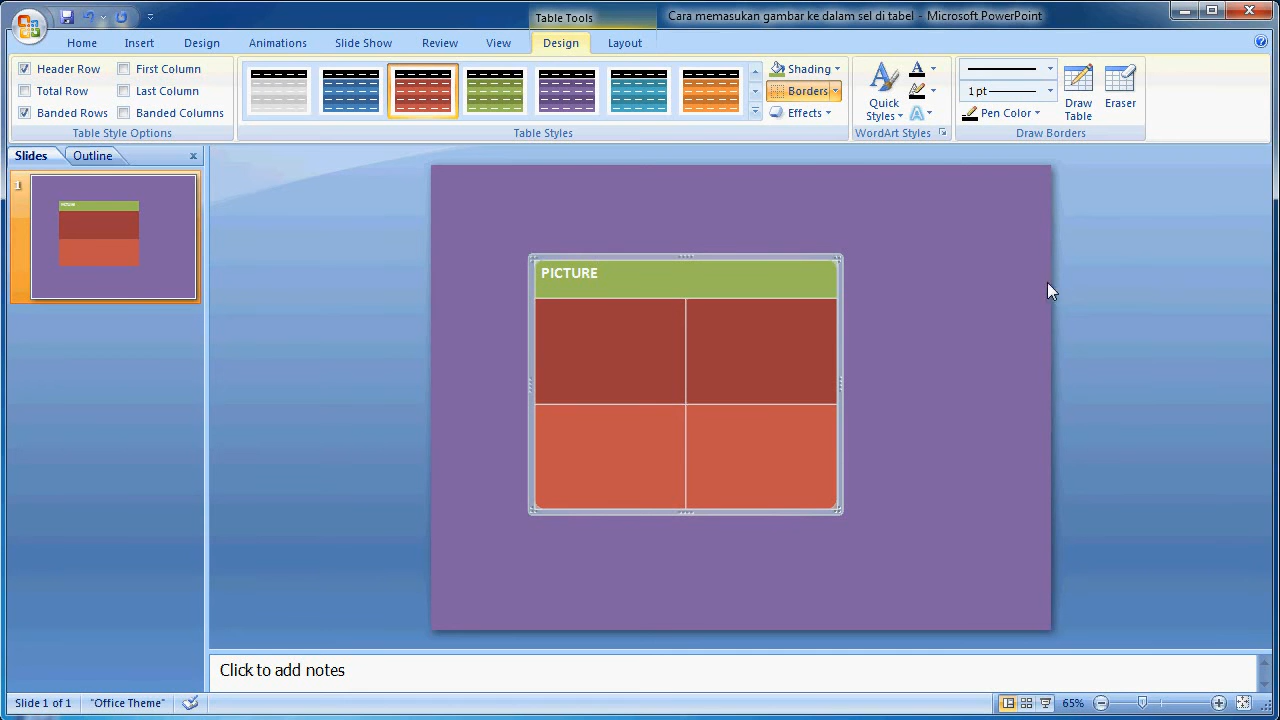 Table Tools
Cara memasukan gambar ke dalam sel di tabel - Microsoft PowerPoint
Home Insert Design Animations Slide Show Review View Design Layout
Header Row First Column
Total Row Last Column
Banded Rows Banded Columns
Table Style Options
Table Styles
Shading
Borders
Effects
A
Quick
Styles
A
A
WordArt Styles
1 pt
Pen Color
Draw
Table
Eraser
Draw Borders
Slides Outline x
1
PICTURE
PICTURE
Click to add notes
Slide 1 of 1 "Office Theme" 65%